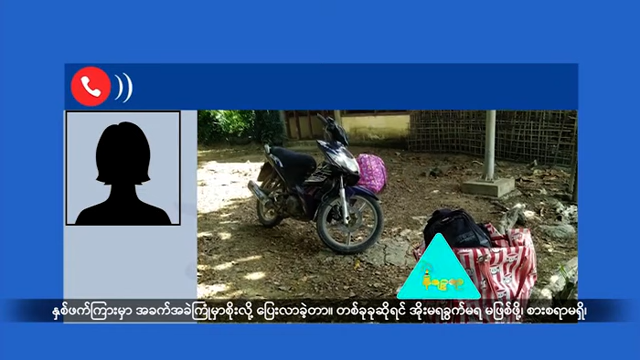 နှစ်ဖက်ကြားမှာ အခက်အခဲကြုံမှာစိုးလို့ ပြေးလာခဲ့တာ။ တစ်ခုခုဆိုရင် အိုးမရခွက်မရ မဖြစ်ဖို့၊ စားစရာမရှိ၊